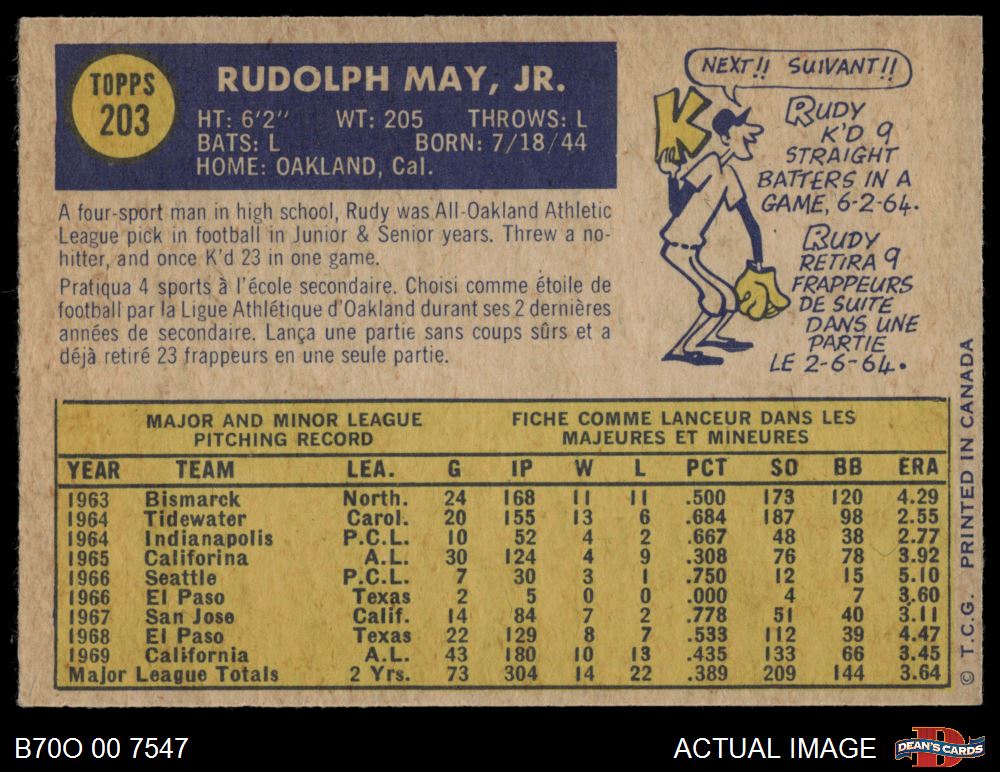 TOPPS
203
RUDOLPH MAY, JR.
HT: 6'2" WT: 205 THROWS: L
BATS: L BORN: 7/18/44
HOME: OAKLAND, Cal.
A four-sport man in high school, Rudy was All-Oakland Athletic
League pick in football in Junior & Senior years. Threw a no-
hitter, and once K'd 23 in one game.
Pratiqua 4 sports à l'école secondaire. Choisi comme étoile de
football par la Ligue Athlétique d'Oakland durant ses 2 dernières
années de secondaire. Lança une partie sans coups sûrs et a
déjà retiré 23 frappeurs en une seule partie.
NEXT!! SUIVANT!!
K
RUDY
K'D 9
STRAIGHT
BATTERS IN A
GAME, 6-2-64.
RUDY
RETIRA 9
FRAPPEURS
DE SUITE
DANS UNE
PARTIE
LE 2-6-64.
MAJOR AND MINOR LEAGUE
PITCHING RECORD
FICHE COMME LANCEUR DANS LES
MAJEURES ET MINEURES
YEAR TEAM LEA. G IP W L PCT SO BB ERA
1963 Bismarck North. 24 168 11 11 .500 173 120 4.29
1964 Tidewater Carol. 20 155 13 6 .684 187 98 2.55
1964 Indianapolis P.C.L. 10 52 4 2 .667 48 38 2.77
1965 Califorina A.L. 30 124 4 9 .308 76 78 3.92
1966 Seattle P.C.L. 7 30 3 1 .750 12 15 5.10
1966 El Paso Texas 2 5 0 0 .000 4 7 3.60
1967 San Jose Calif. 14 84 7 2 .778 51 40 3.11
1968 El Paso Texas 22 129 8 7 .533 112 39 4.47
1969 California A.L. 43 180 10 13 .435 133 66 3.45
Major League Totals 2 Yrs. 73 304 14 22 .389 209 144 3.64
© T.C.G. PRINTED IN CANADA
B70O 00 7547
ACTUAL IMAGE
DEAN'S CARDS